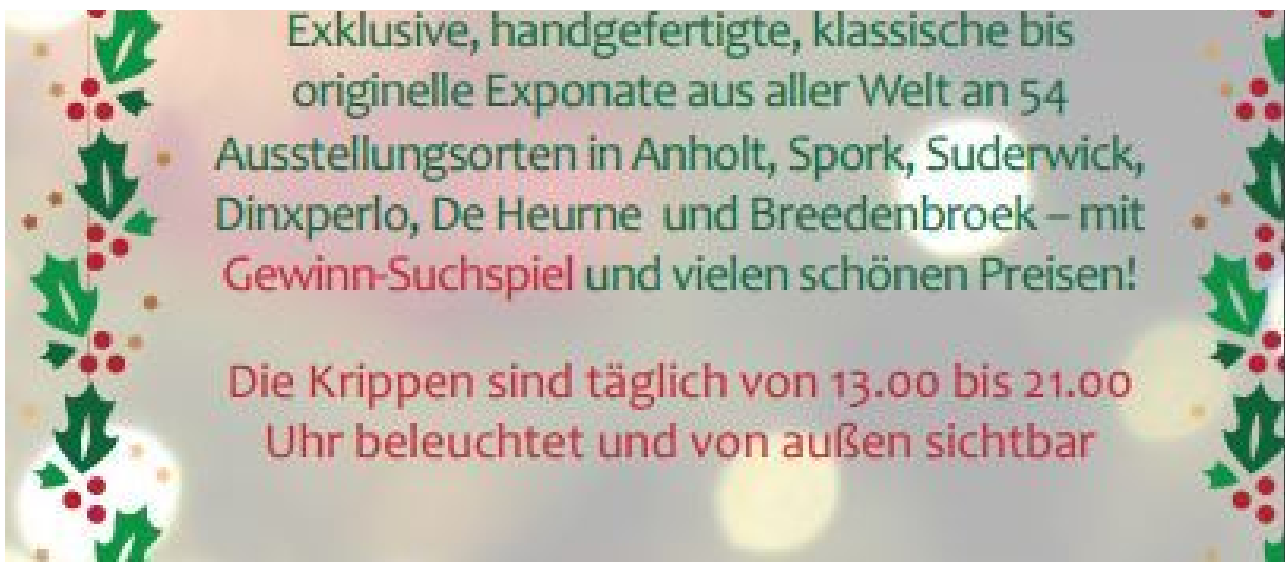 Exklusive, handgefertigte, klassische bis
originelle Exponate aus aller Welt an 54
Ausstellungsorten in Anholt, Spork, Suderwick,
Dinxperlo, De Heurne und Breedenbroek – mit
Gewinn-Suchspiel und vielen schönen Preisen!
Die Krippen sind täglich von 13.00 bis 21.00
Uhr beleuchtet und von außen sichtbar